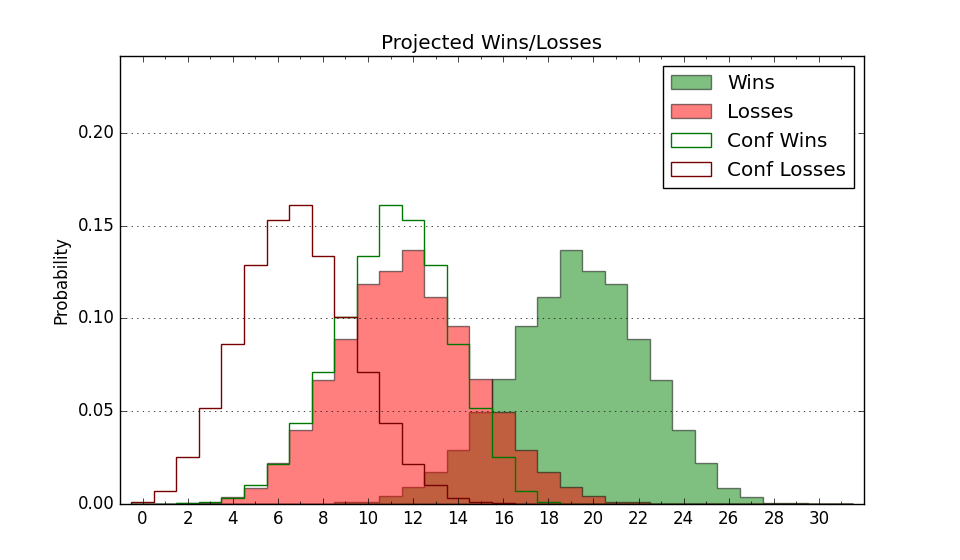 Projected Wins/Losses
Wins
Losses
Conf Wins
Conf Losses
Probability
0.20
0.15
0.10
0.05
0.00
0 2 4 6 8 10 12 14 16 18 20 22 24 26 28 30